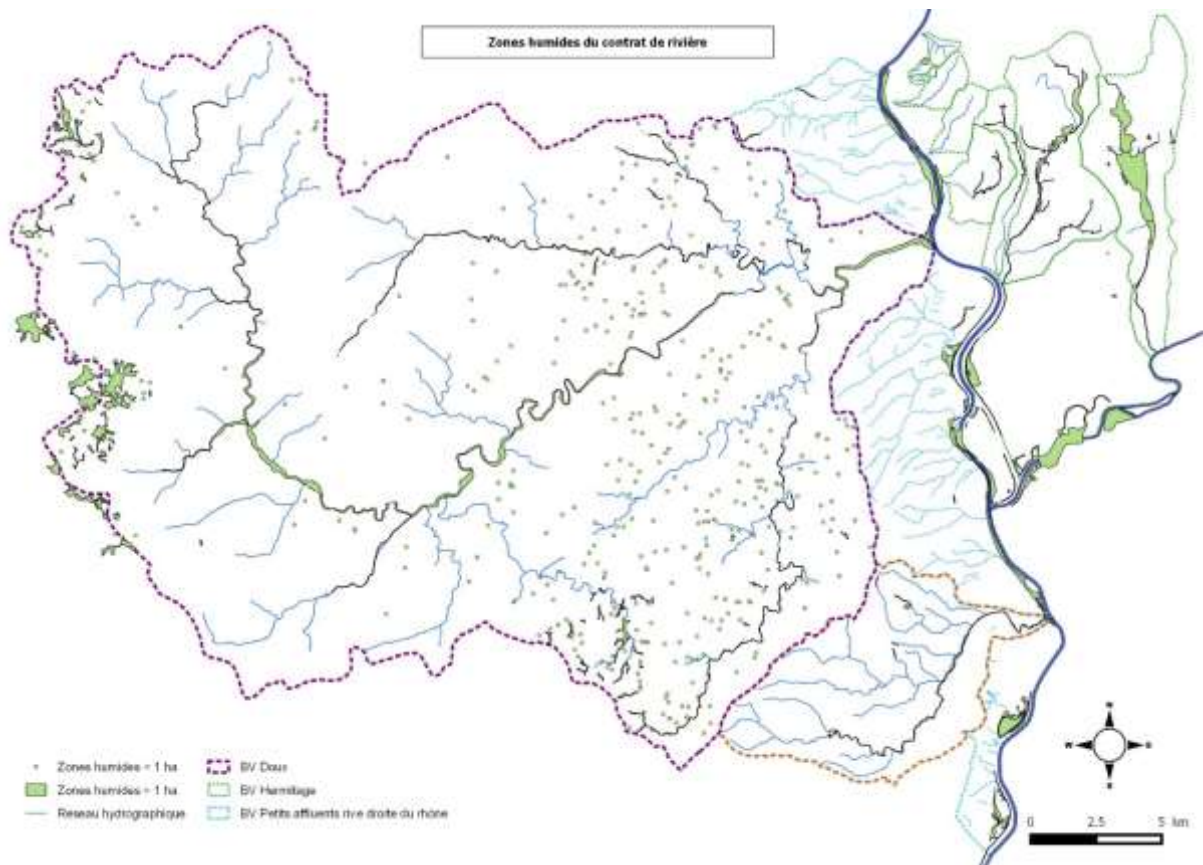 Zones humides du contrat de rivière
Zones humides < 1 ha
Zones humides > 1 ha
Reseau hydrographique
BV Doux
BV Hermitage
BV Petits affluents rive droite du rhône
N
W
S
0 2.5 5 km